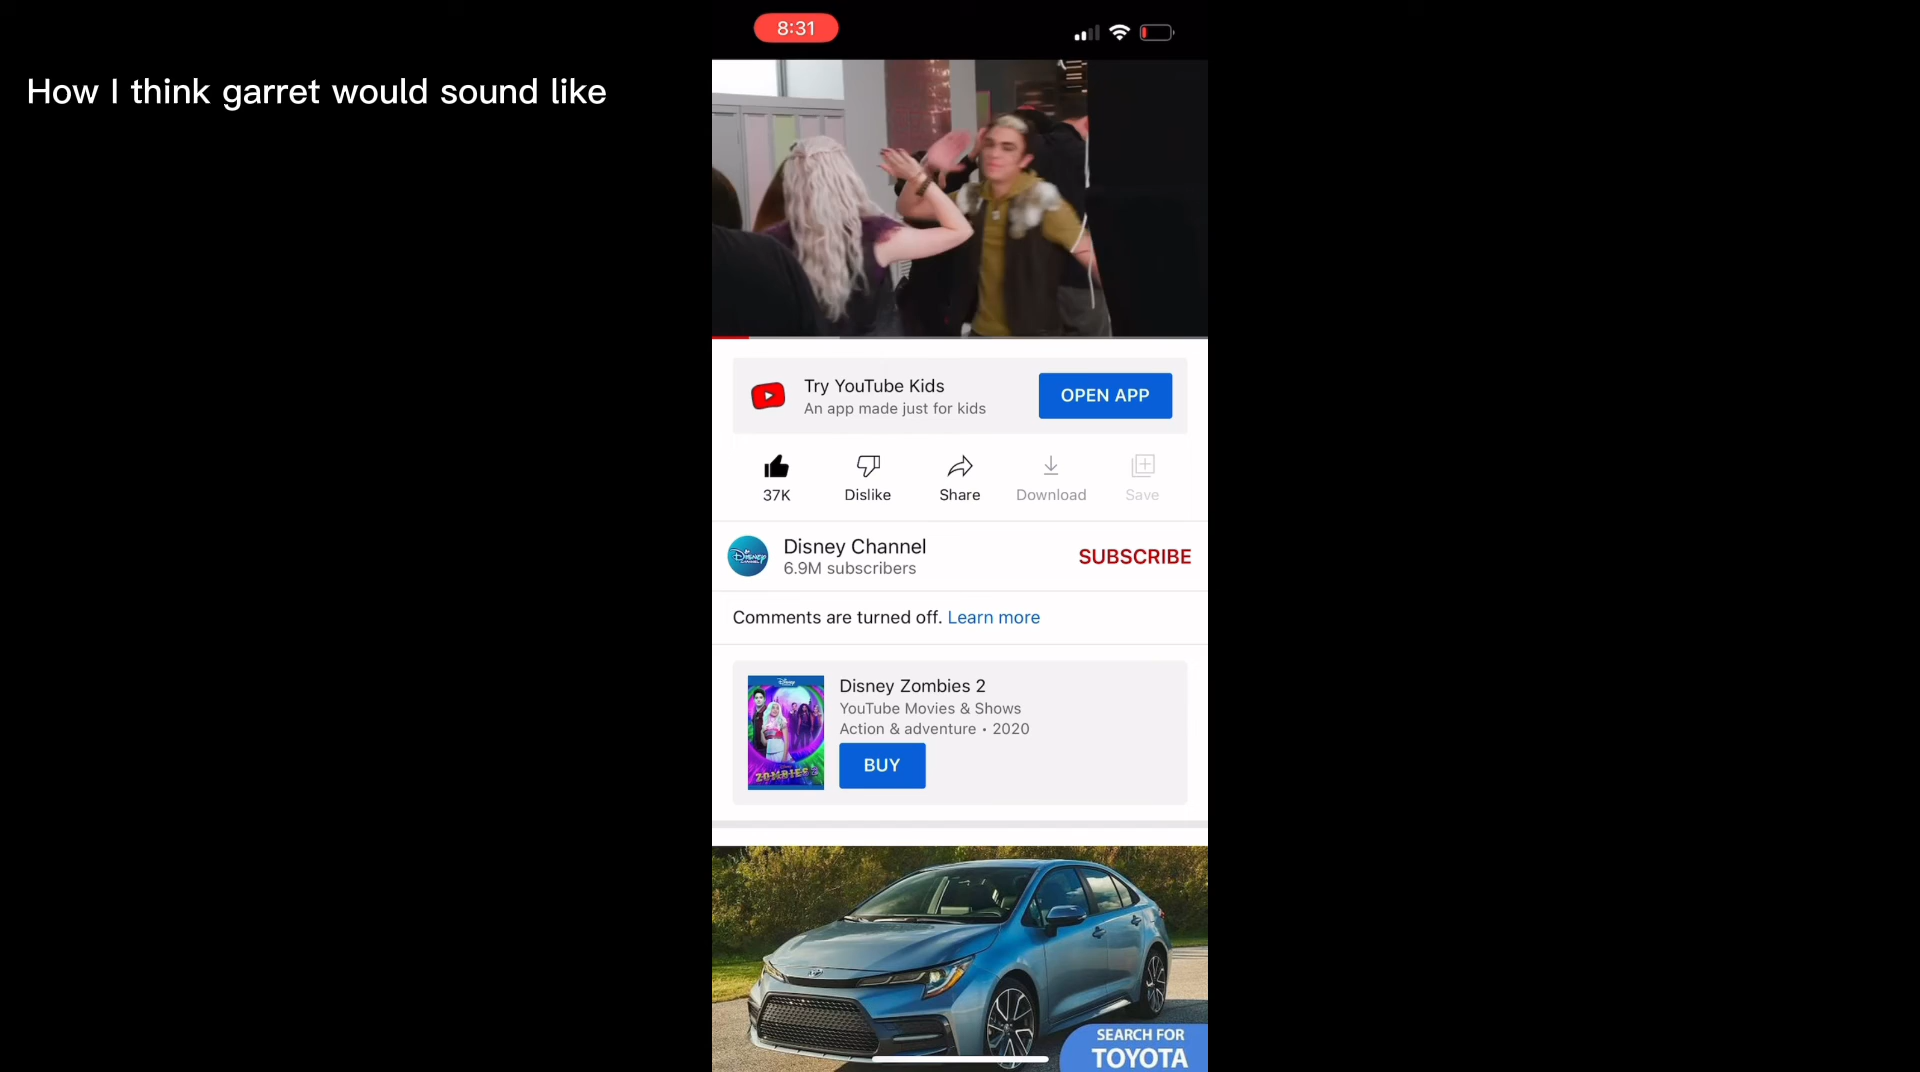 8:31
How I think garret would sound like
Try YouTube Kids
An app made just for kids
OPEN APP
37K
Dislike
Share
Download
Save
Disney Channel
6.9M subscribers
SUBSCRIBE
Comments are turned off. Learn more
Disney Zombies 2
YouTube Movies & Shows
Action & adventure • 2020
BUY
ZOMBIES 2
SEARCH FOR
TOYOTA